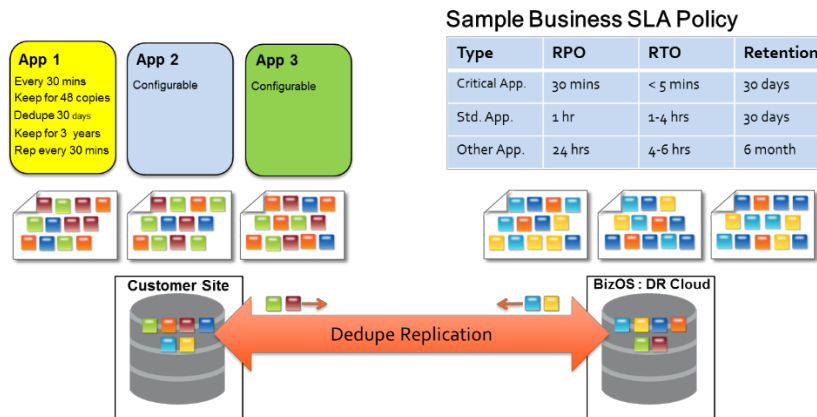 Sample Business SLA Policy
App 1
Every 30 mins
Keep for 48 copies
Dedupe 30 days
Keep for 3 years
Rep every 30 mins
App 2
Configurable
App 3
Configurable
Type RPO RTO Retention
Critical App. 30 mins < 5 mins 30 days
Std. App. 1 hr 1-4 hrs 30 days
Other App. 24 hrs 4-6 hrs 6 month
Customer Site
BizOS : DR Cloud
Dedupe Replication